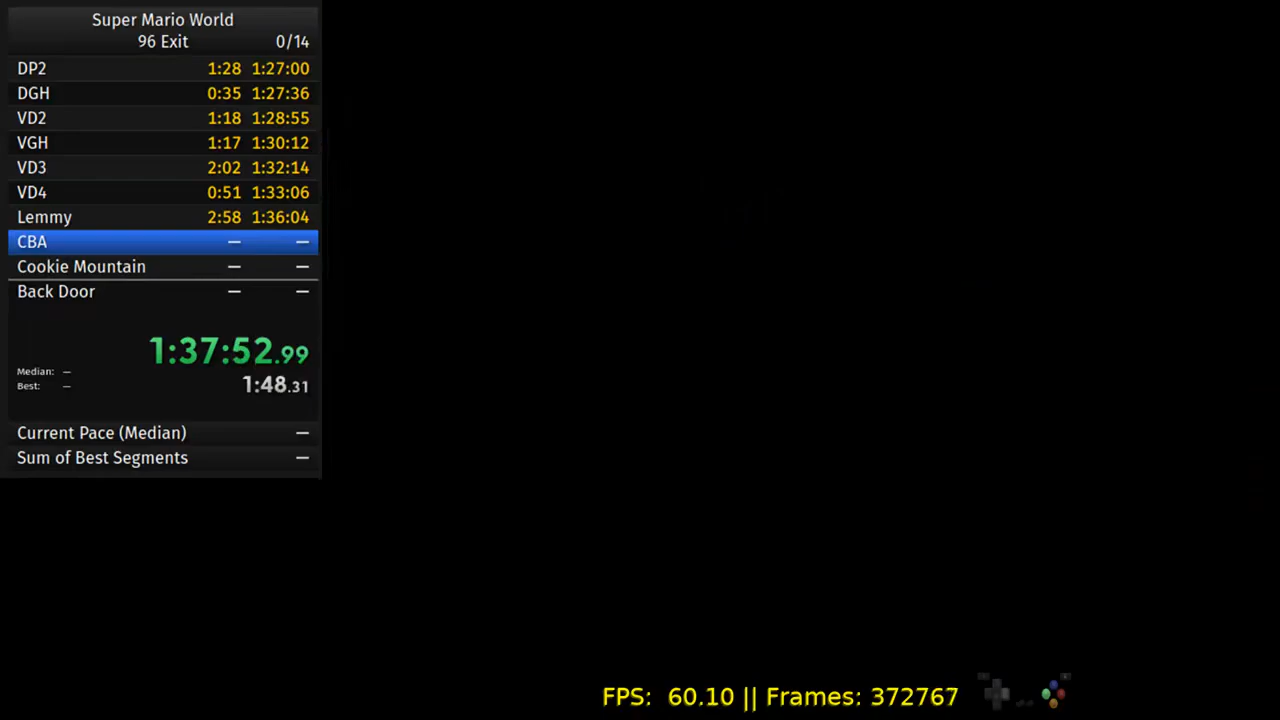 Super Mario World
96 Exit 0/14
DP2 1:28 1:27:00
DGH 0:35 1:27:36
VD2 1:18 1:28:55
VGH 1:17 1:30:12
VD3 2:02 1:32:14
VD4 0:51 1:33:06
Lemmy 2:58 1:36:04
CBA — —
Cookie Mountain — —
Back Door — —
1:37:52.99
Median: —
Best: — 1:48.31
Current Pace (Median) —
Sum of Best Segments —
FPS: 60.10 || Frames: 372767